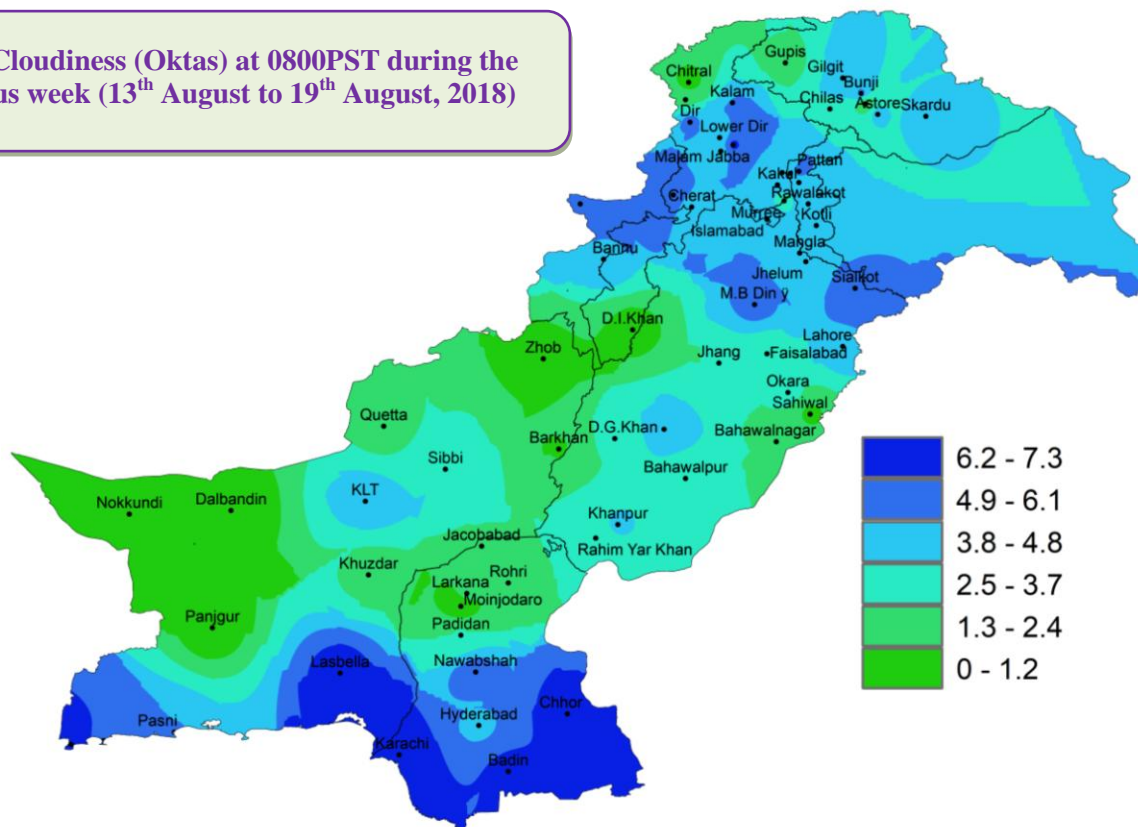 Cloudiness (Oktas) at 0800PST during the
us week (13th August to 19th August, 2018)
Gupis
Chitral
Gilgit
Bunji
Kalam
Chilas
Astore
Skardu
Dir
Lower Dir
Malam Jabba
Pattan
Kakul
Cherat
Rawalakot
Murree
Kotli
Islamabad
Bannu
Mangla
Jhelum
Sialkot
M.B Din ÿ
D.I.Khan
Zhob
Lahore
Jhang
Faisalabad
Okara
Sahiwal
Quetta
D.G.Khan
Barkhan
Bahawalnagar
Sibbi
Bahawalpur
KLT
Nokkundi
Dalbandin
Khanpur
Jacobabad
Rahim Yar Khan
Khuzdar
Rohri
Larkana
Moinjodaro
Panjgur
Padidan
Lasbella
Nawabshah
Chhor
Pasni
Hyderabad
Karachi
Badin
6.2 - 7.3
4.9 - 6.1
3.8 - 4.8
2.5 - 3.7
1.3 - 2.4
0 - 1.2